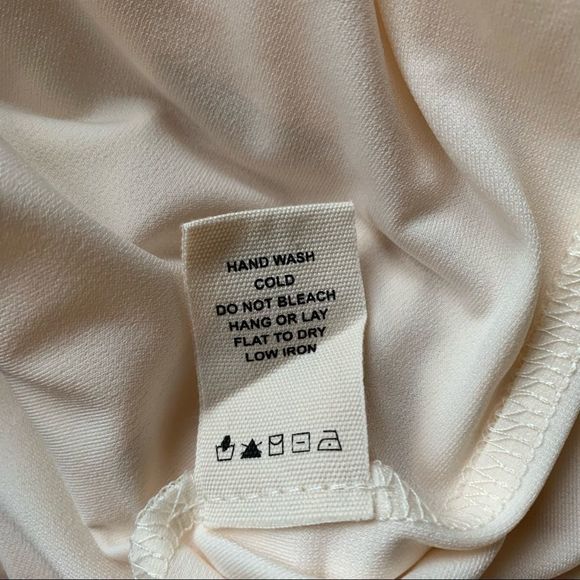 HAND WASH
COLD
DO NOT BLEACH
HANG OR LAY
FLAT TO DRY
LOW IRON